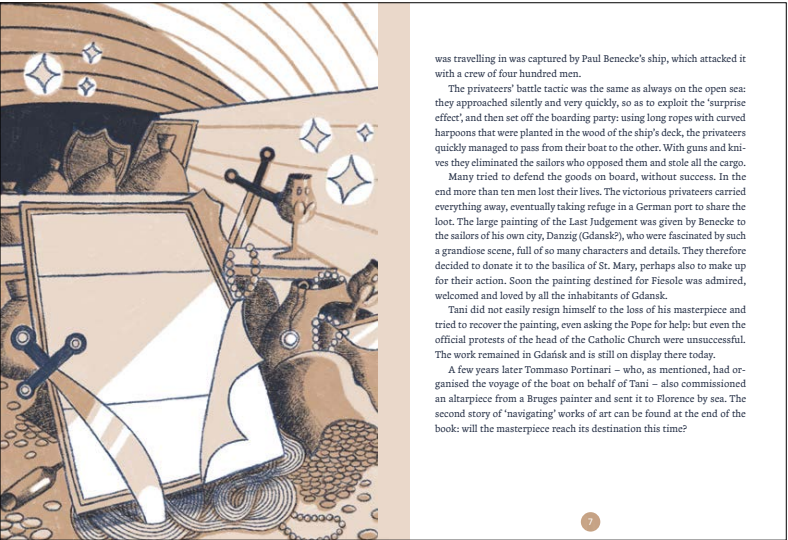 was travelling in was captured by Paul Benecke's ship, which attacked it
with a crew of four hundred men.
The privateers' battle tactic was the same as always on the open sea:
they approached silently and very quickly, so as to exploit the ‘surprise
effect’, and then set off the boarding party: using long ropes with curved
harpoons that were planted in the wood of the ship's deck, the privateers
quickly managed to pass from their boat to the other. With guns and kni-
ves they eliminated the sailors who opposed them and stole all the cargo.
Many tried to defend the goods on board, without success. In the
end more than ten men lost their lives. The victorious privateers carried
everything away, eventually taking refuge in a German port to share the
loot. The large painting of the Last Judgement was given by Benecke to
the sailors of his own city, Danzig (Gdansk?), who were fascinated by such
a grandiose scene, full of so many characters and details. They therefore
decided to donate it to the basilica of St. Mary, perhaps also to make up
for their action. Soon the painting destined for Fiesole was admired,
welcomed and loved by all the inhabitants of Gdansk.
Tani did not easily resign himself to the loss of his masterpiece and
tried to recover the painting, even asking the Pope for help: but even the
official protests of the head of the Catholic Church were unsuccessful.
The work remained in Gdańsk and is still on display there today.
A few years later Tommaso Portinari – who, as mentioned, had or-
ganised the voyage of the boat on behalf of Tani – also commissioned
an altarpiece from a Bruges painter and sent it to Florence by sea. The
second story of ‘navigating’ works of art can be found at the end of the
book: will the masterpiece reach its destination this time?
7